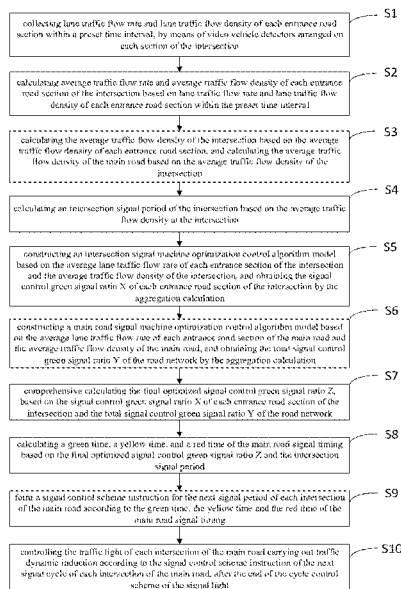 S1
collecting lane traffic flow rate and lane traffic flow density of each entrance road
section within a preset time interval, by means of video vehicle detectors arranged on
each section of the intersection
S2
calculating average traffic flow rate and average traffic flow density of each entrance
road section of the intersection based on lane traffic flow rate and lane traffic flow
density of each entrance road section within the preset time interval
S3
calculating the average traffic flow density of the intersection based on the average
traffic flow density of each entrance road section, and calculating the average traffic
flow density of the main road based on the average traffic flow density of the
intersection
S4
calculating an intersection signal period of the intersection based on the average traffic
flow density at the intersection
S5
constructing an intersection signal machine optimization control algorithm model
based on the average lane traffic flow rate of each entrance section of the intersection
and the average traffic flow density of the intersection, and obtaining the signal
control green signal ratio X of each entrance road section of the intersection by the
aggregation calculation
S6
constructing a main road signal machine optimization control algorithm model based
on the average lane traffic flow rate of each entrance road section of the main road and
the average traffic flow density of the main road, and obtaining the total signal control
green signal ratio Y of the road network by the aggregation calculation
S7
comprehensive calculating the final optimized signal control green signal ratio Z,
based on the signal control green signal ratio X of each entrance road section of the
intersection and the total signal control green signal ratio Y of the road network
S8
calculating a green time, a yellow time, and a red time of the main road signal timing
based on the final optimized signal control green signal ratio Z and the intersection
signal period
S9
form a signal control scheme instruction for the next signal period of each intersection
of the main road according to the green time, the yellow time and the red time of the
main road signal timing
S10
controlling the traffic light of each intersection of the main road carrying out traffic
dynamic induction according to the signal control scheme instruction of the next
signal cycle of each intersection of the main road, after the end of the cycle control
scheme of the signal light